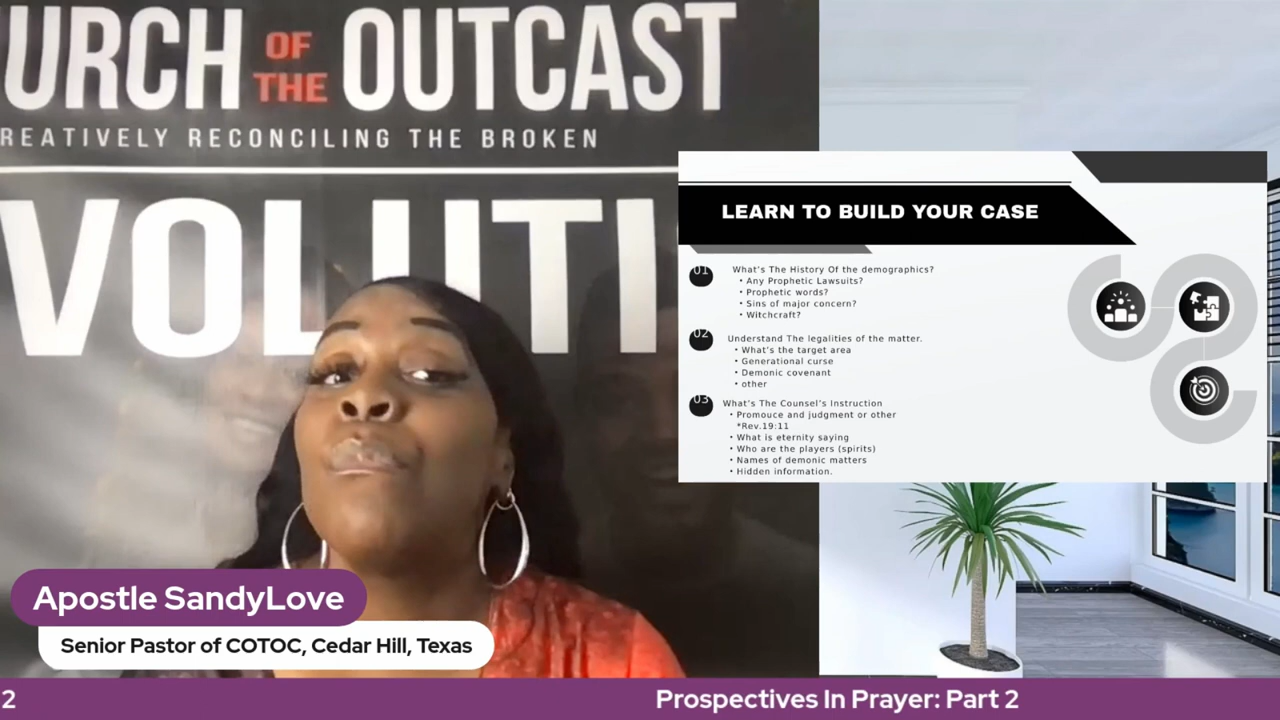 URCH OF THE OUTCAST
REATIVELY RECONCILING THE BROKEN
VOLUTI
LEARN TO BUILD YOUR CASE
01 What's The History Of the demographics?
• Any Prophetic Lawsuits?
• Prophetic words?
• Sins of major concern?
• Witchcraft?
02 Understand The legalities of the matter.
• What's the target area
• Generational curse
• Demonic covenant
• other
03 What's The Counsel's Instruction
• Promouce and judgment or other
*Rev.19:11
• What is eternity saying
• Who are the players (spirits)
• Names of demonic matters
• Hidden information.
Apostle SandyLove
Senior Pastor of COTOC, Cedar Hill, Texas
2 Prospectives In Prayer: Part 2